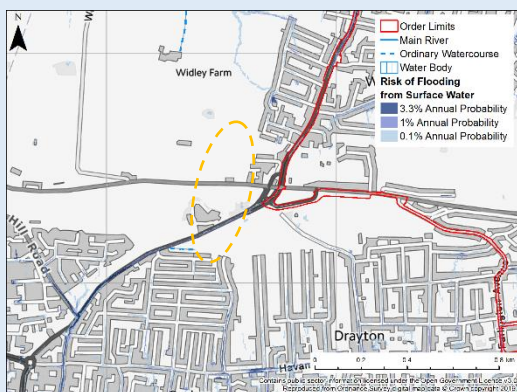 N
Widley Farm
Order Limits
Main River
Ordinary Watercourse
Water Body
Risk of Flooding
from Surface Water
3.3% Annual Probability
1% Annual Probability
0.1% Annual Probability
Road
Drayton
Havan
0
0.2
0.4
0.8 km
Contains public sector information licensed under the Open Government License v3.0
Reproduced from Ordnance Survey digital map data © Crown copyright 2019